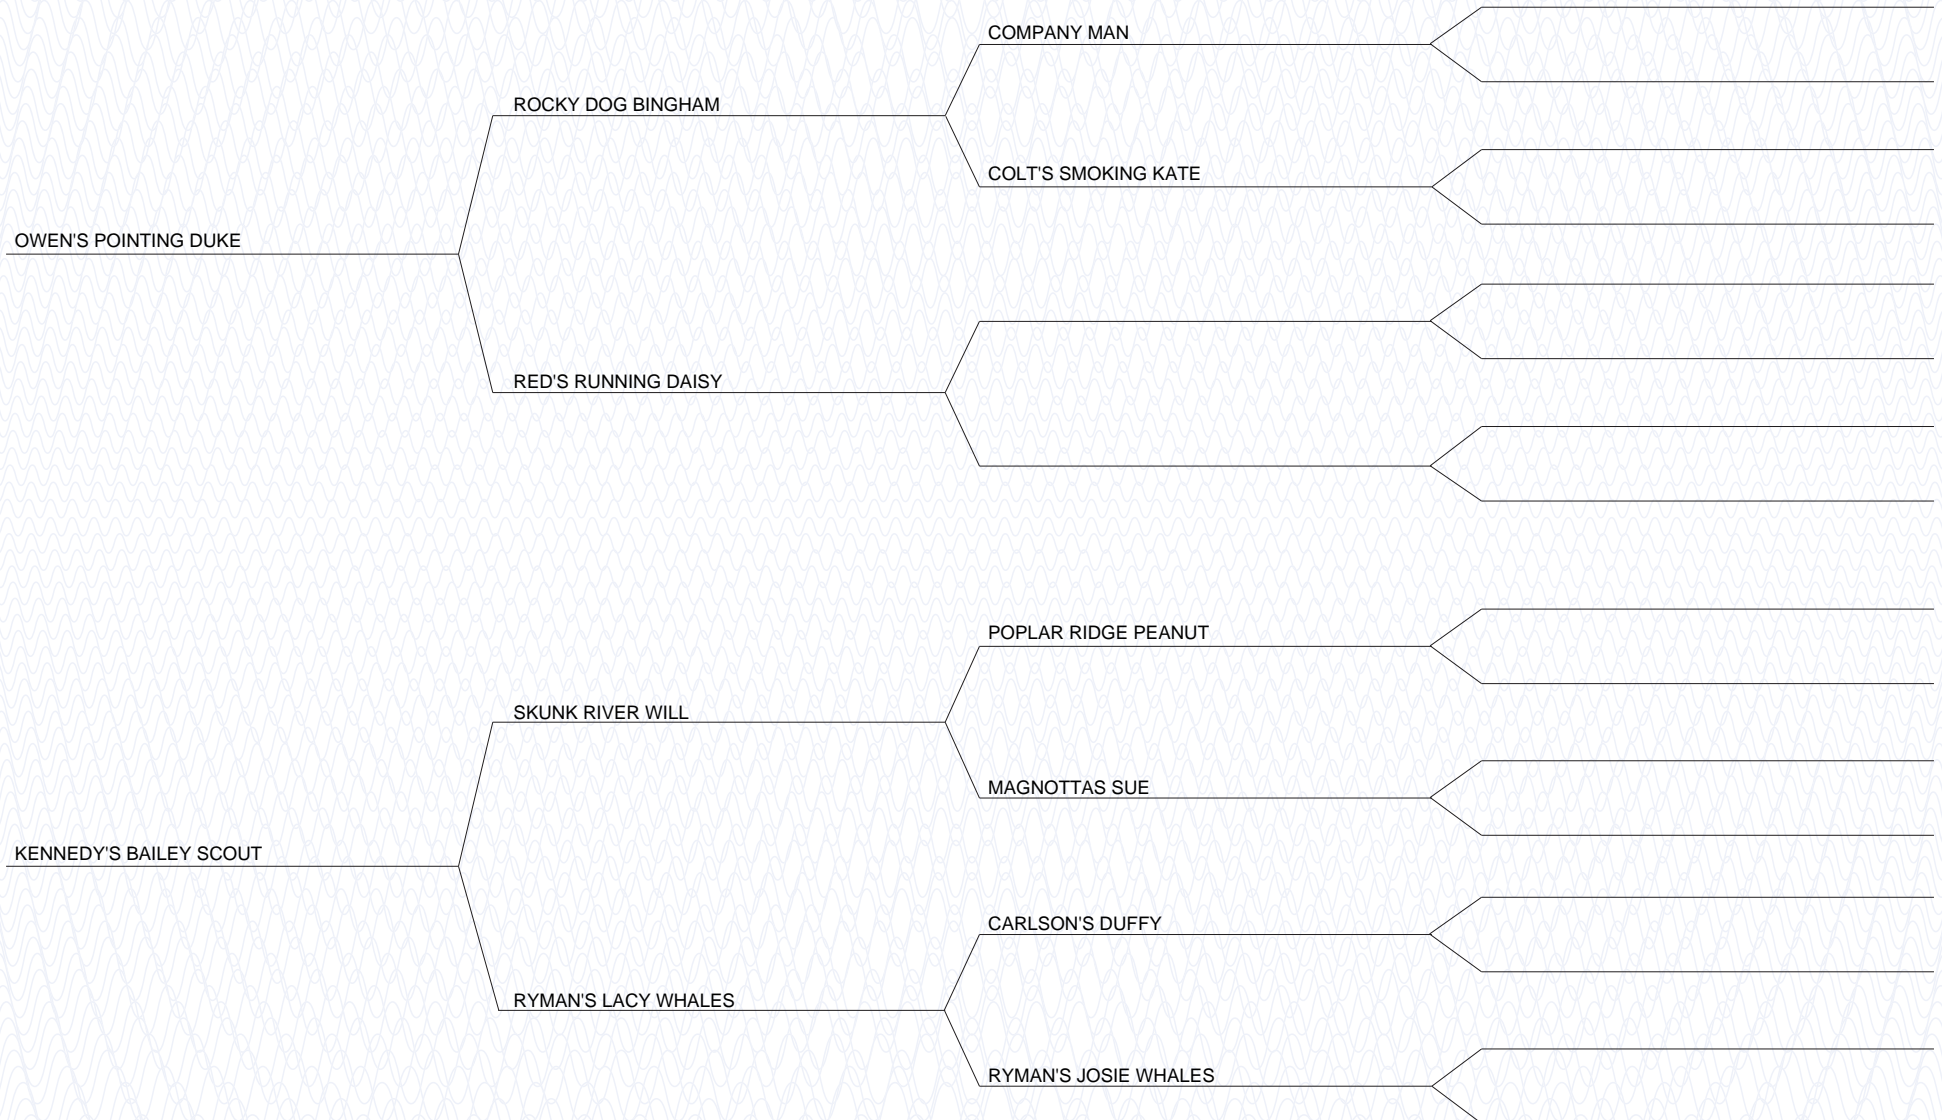 COMPANY MAN
ROCKY DOG BINGHAM
COLT'S SMOKING KATE
OWEN'S POINTING DUKE
RED'S RUNNING DAISY
POPLAR RIDGE PEANUT
SKUNK RIVER WILL
MAGNOTTAS SUE
KENNEDY'S BAILEY SCOUT
CARLSON'S DUFFY
RYMAN'S LACY WHALES
RYMAN'S JOSIE WHALES